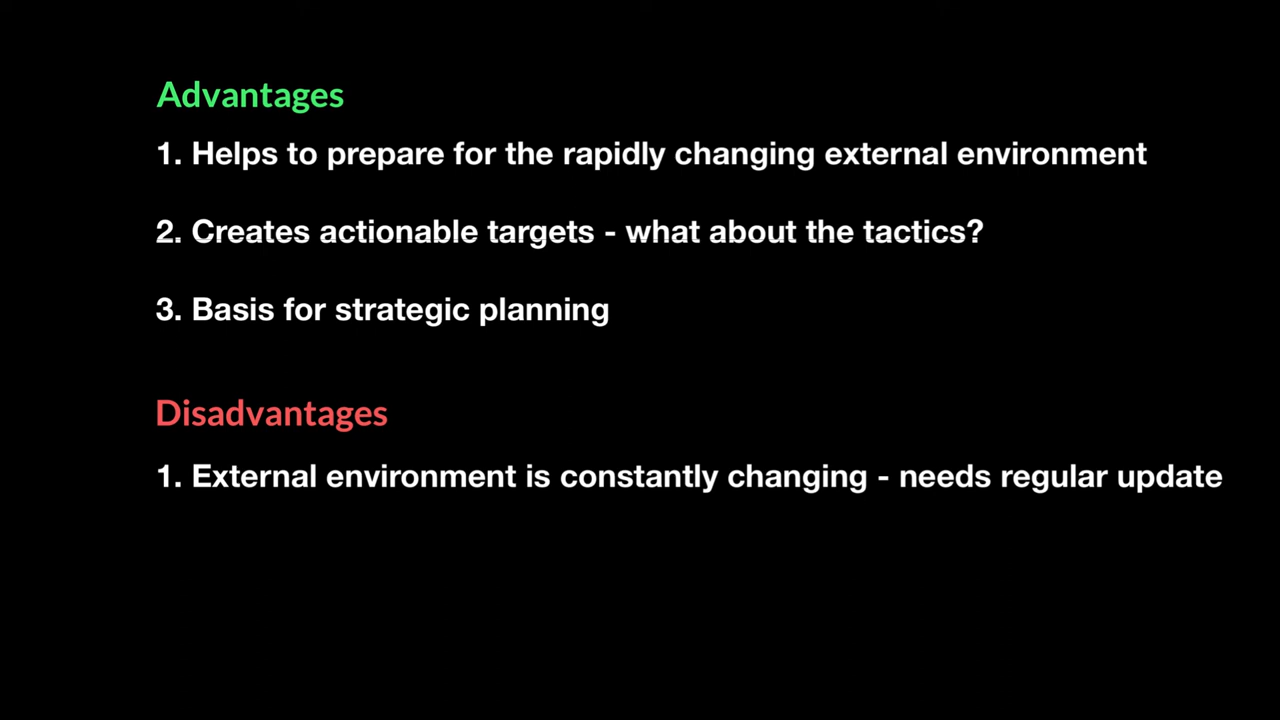 Advantages
1. Helps to prepare for the rapidly changing external environment
2. Creates actionable targets - what about the tactics?
3. Basis for strategic planning
Disadvantages
1. External environment is constantly changing - needs regular update